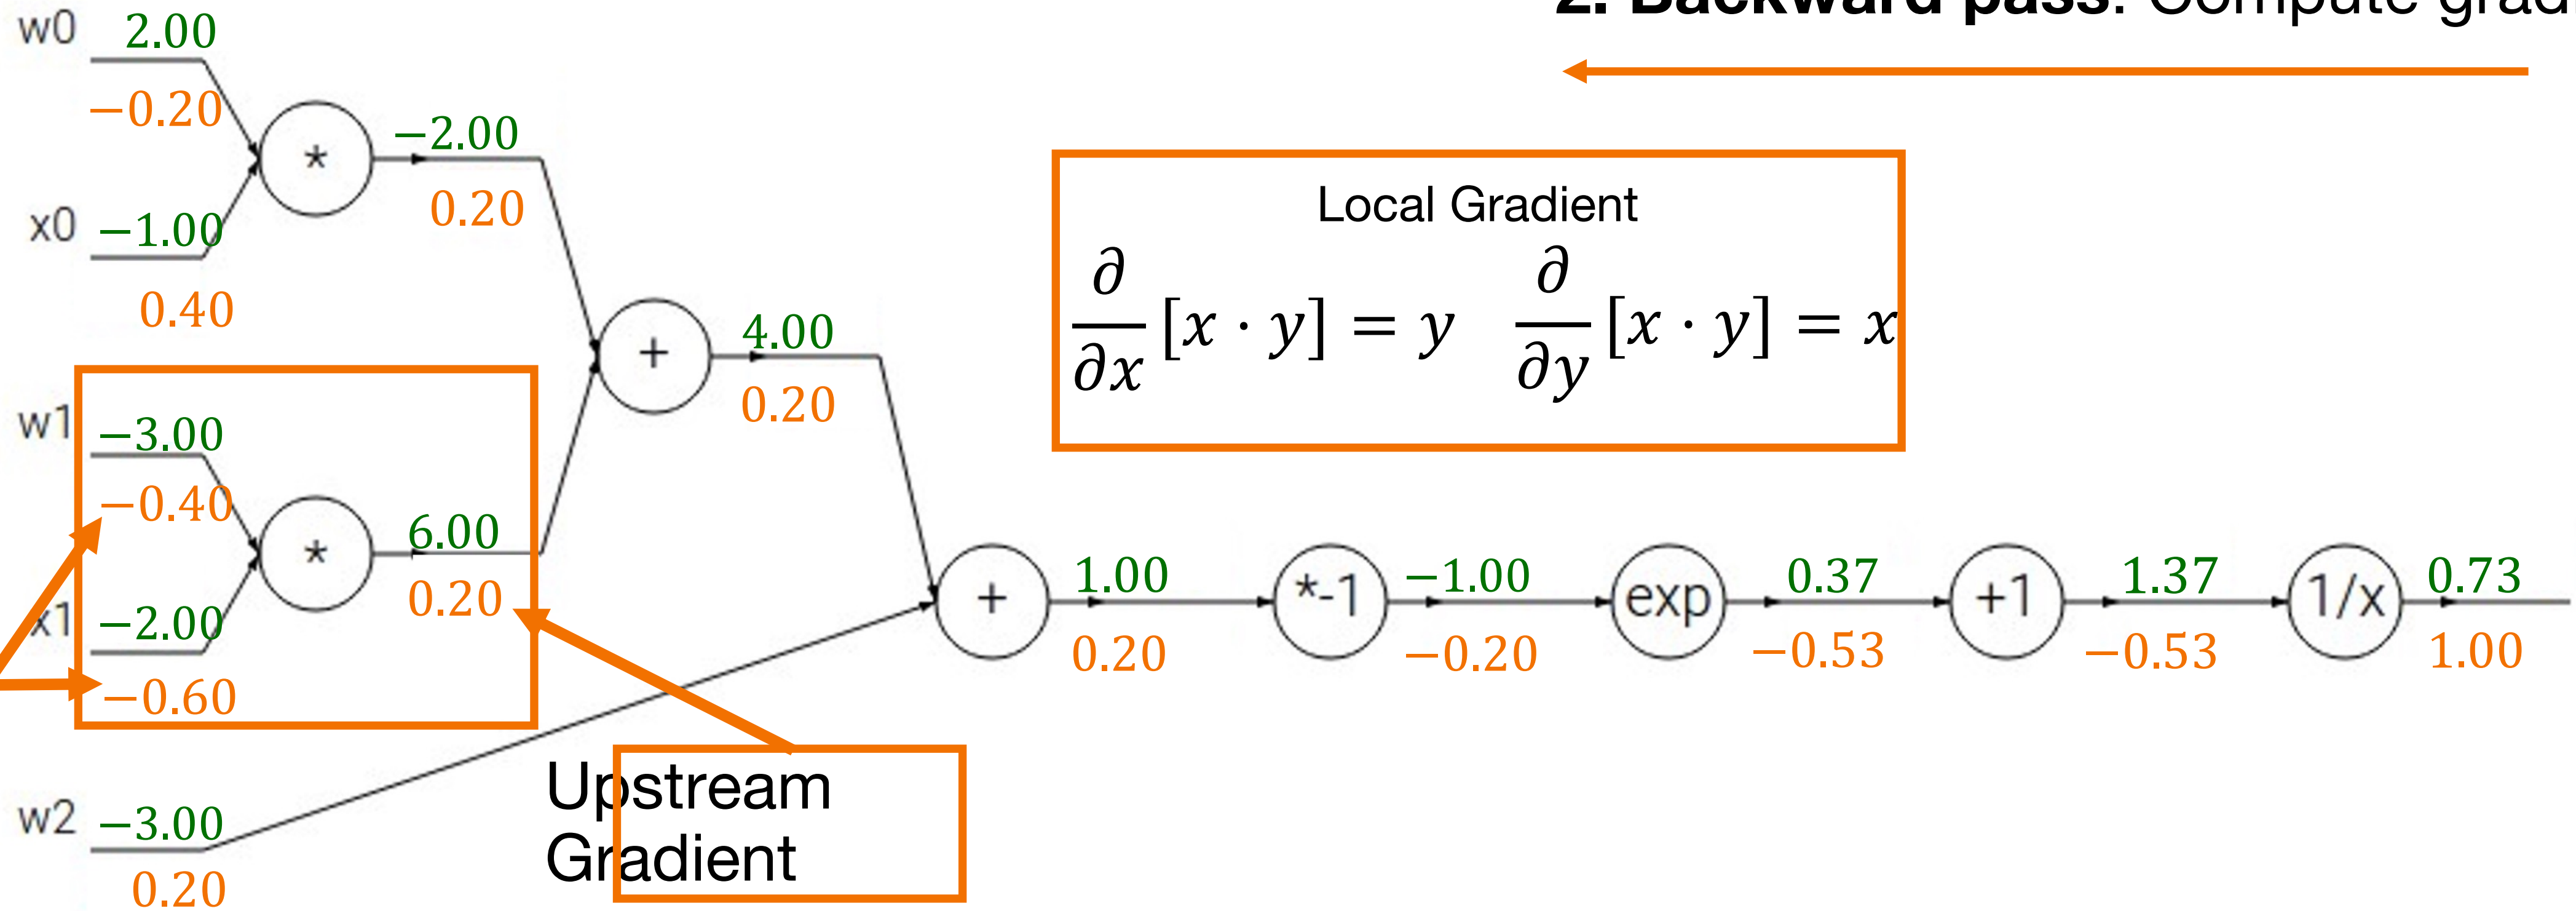 2. Backward pass: Compute grad
w0 2.00
−0.20
* −2.00
0.20
x0 −1.00
0.40
Local Gradient
∂/∂x [x · y] = y ∂/∂y [x · y] = x
+ 4.00
0.20
w1 −3.00
−0.40
* 6.00
0.20
x1 −2.00
−0.60
+ 1.00 *-1 −1.00 exp 0.37 +1 1.37 1/x 0.73
0.20 −0.20 −0.53 −0.53 1.00
Upstream
Gradient
w2 −3.00
0.20